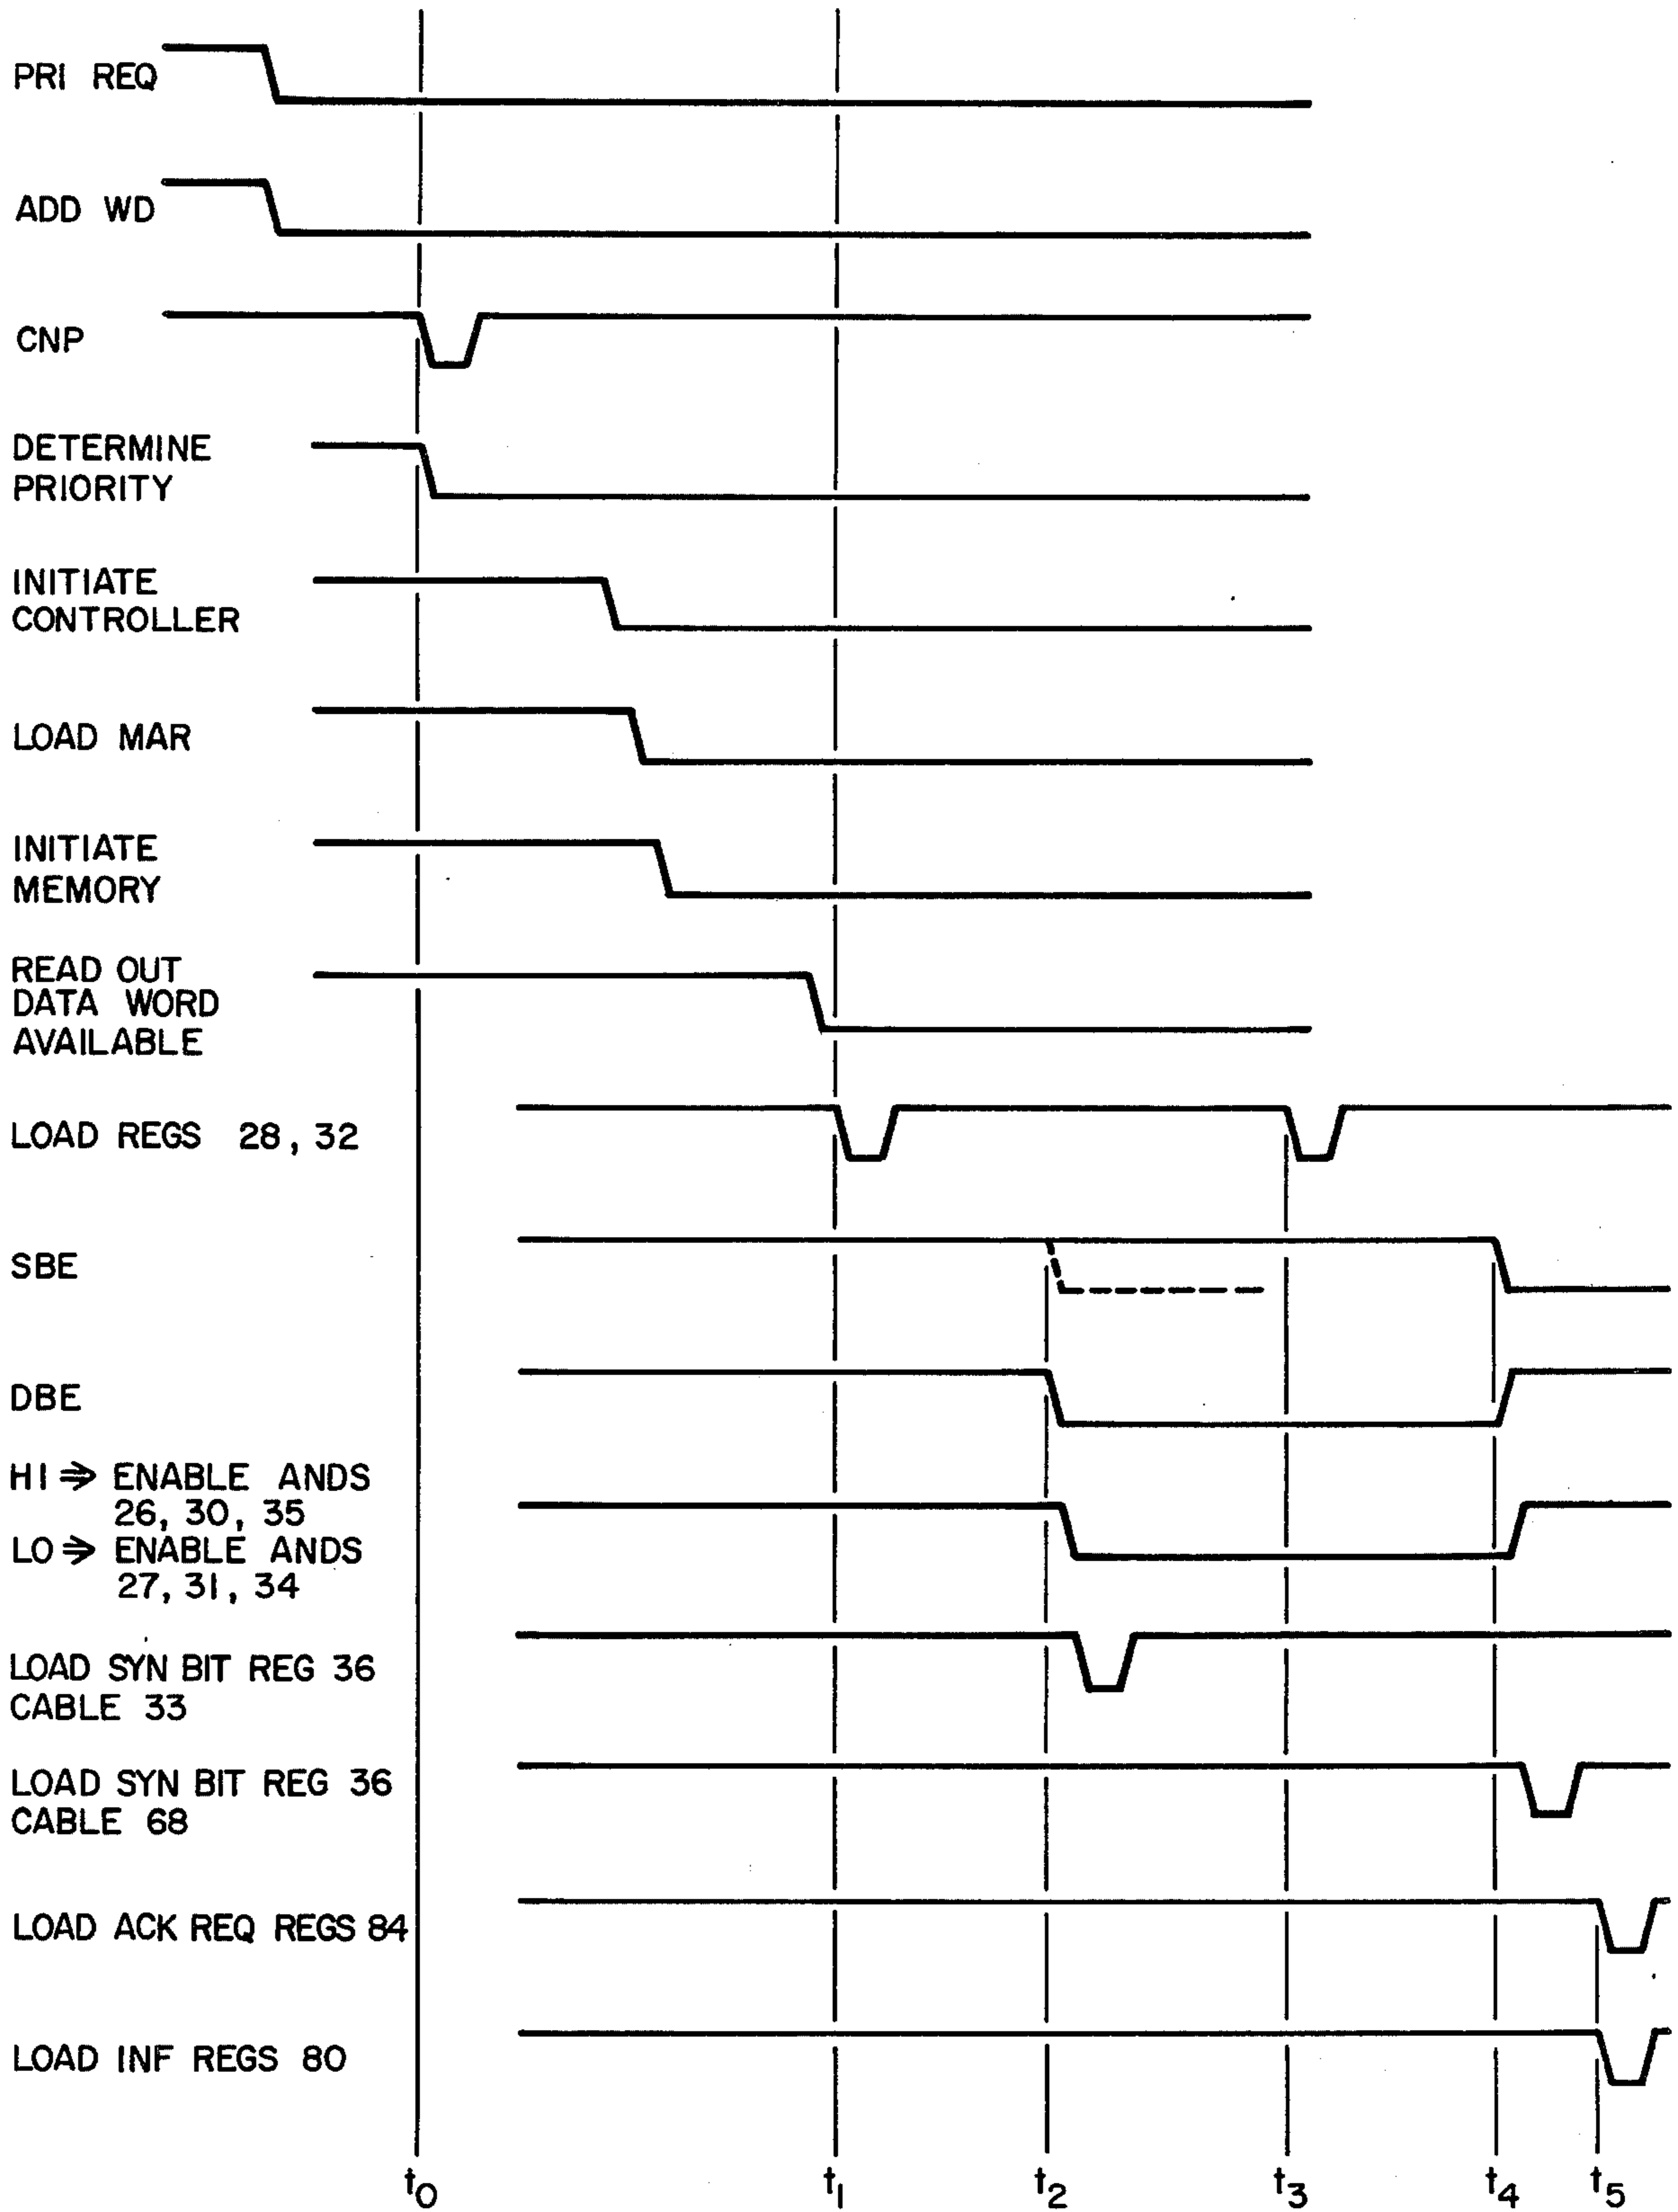 PRI REQ
ADD WD
CNP
DETERMINE
PRIORITY
INITIATE
CONTROLLER
LOAD MAR
INITIATE
MEMORY
READ OUT
DATA WORD
AVAILABLE
LOAD REGS 28, 32
SBE
DBE
HI ⇒ ENABLE ANDS
26, 30, 35
LO ⇒ ENABLE ANDS
27, 31, 34
LOAD SYN BIT REG 36
CABLE 33
LOAD SYN BIT REG 36
CABLE 68
LOAD ACK REQ REGS 84
LOAD INF REGS 80
t0 t1 t2 t3 t4 t5